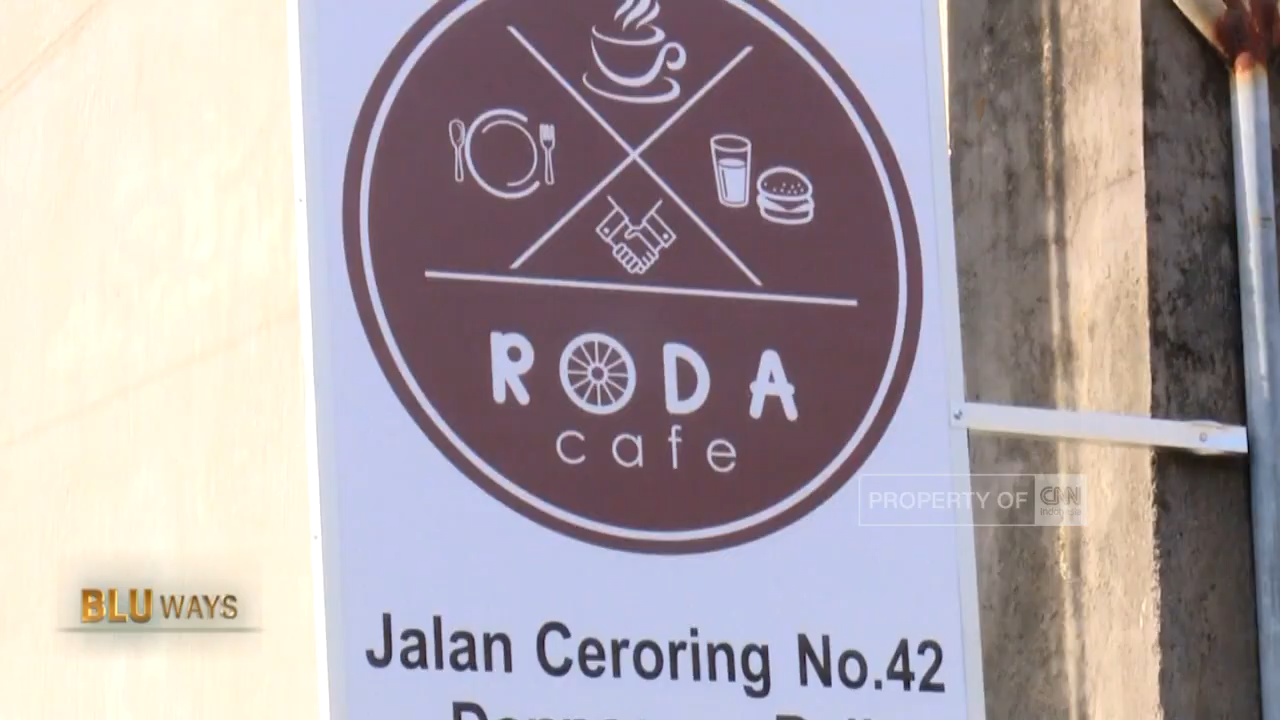 RODA
cafe
PROPERTY OF CNN
Indonesia
BLU WAYS
Jalan Ceroring No.42